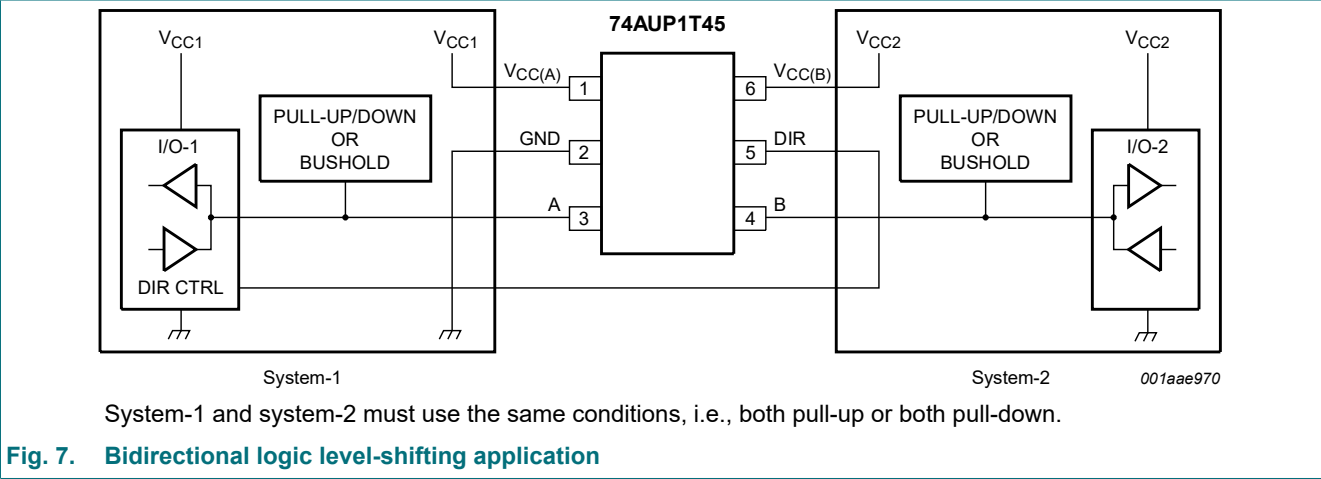 74AUP1T45
VCC1
VCC1
VCC2
VCC2
VCC(A)
1
6
VCC(B)
PULL-UP/DOWN
OR
BUSHOLD
PULL-UP/DOWN
OR
BUSHOLD
I/O-1
GND
2
5
DIR
I/O-2
A
3
4
B
DIR CTRL
System-1
System-2
001aae970
System-1 and system-2 must use the same conditions, i.e., both pull-up or both pull-down.
Fig. 7. Bidirectional logic level-shifting application